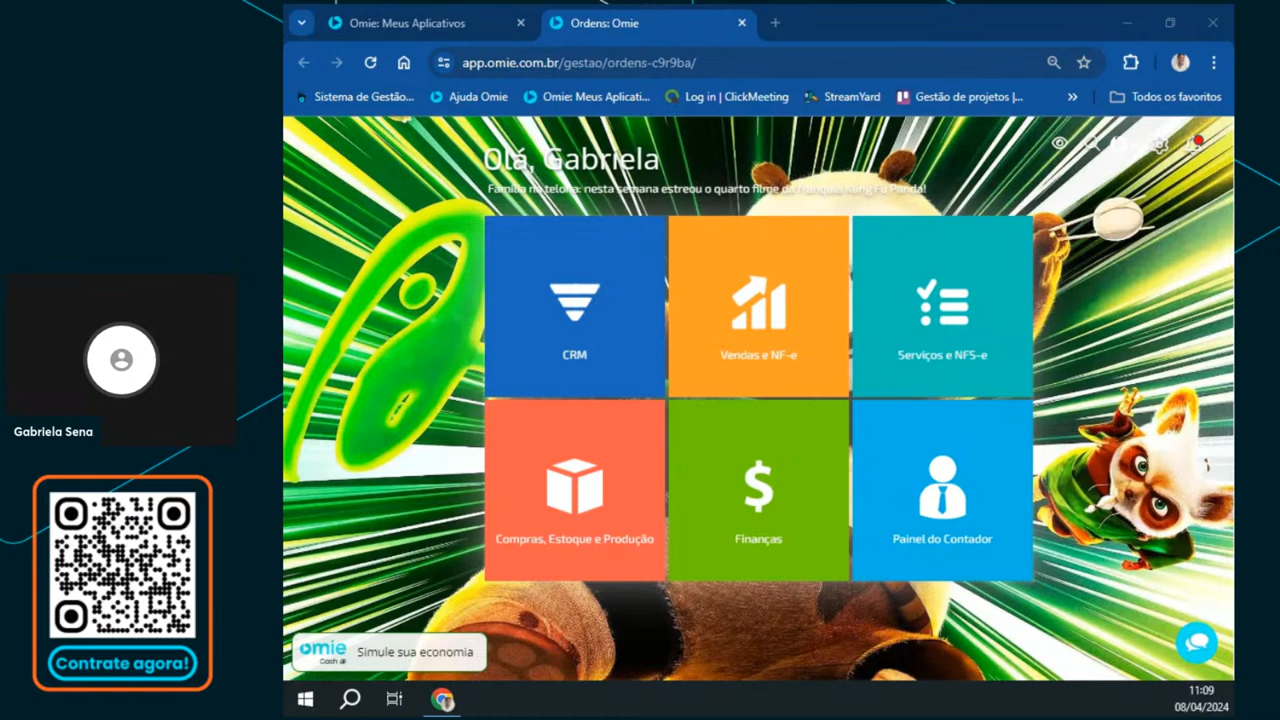 Omie: Meus Aplicativos
Ordens: Omie
app.omie.com.br/gestao/ordens-c9r9ba/
Sistema de Gestão...
Ajuda Omie
Omie: Meus Aplicati...
Log in | ClickMeeting
StreamYard
Gestão de projetos |...
Todos os favoritos
Olá, Gabriela
Família na telona: nesta semana estreou o quarto filme da franquia Kung Fu Panda!
CRM
Vendas e NF-e
Serviços e NFS-e
Compras, Estoque e Produção
Finanças
Painel do Contador
Gabriela Sena
Contrate agora!
omie
Cash
Simule sua economia
11:09
08/04/2024